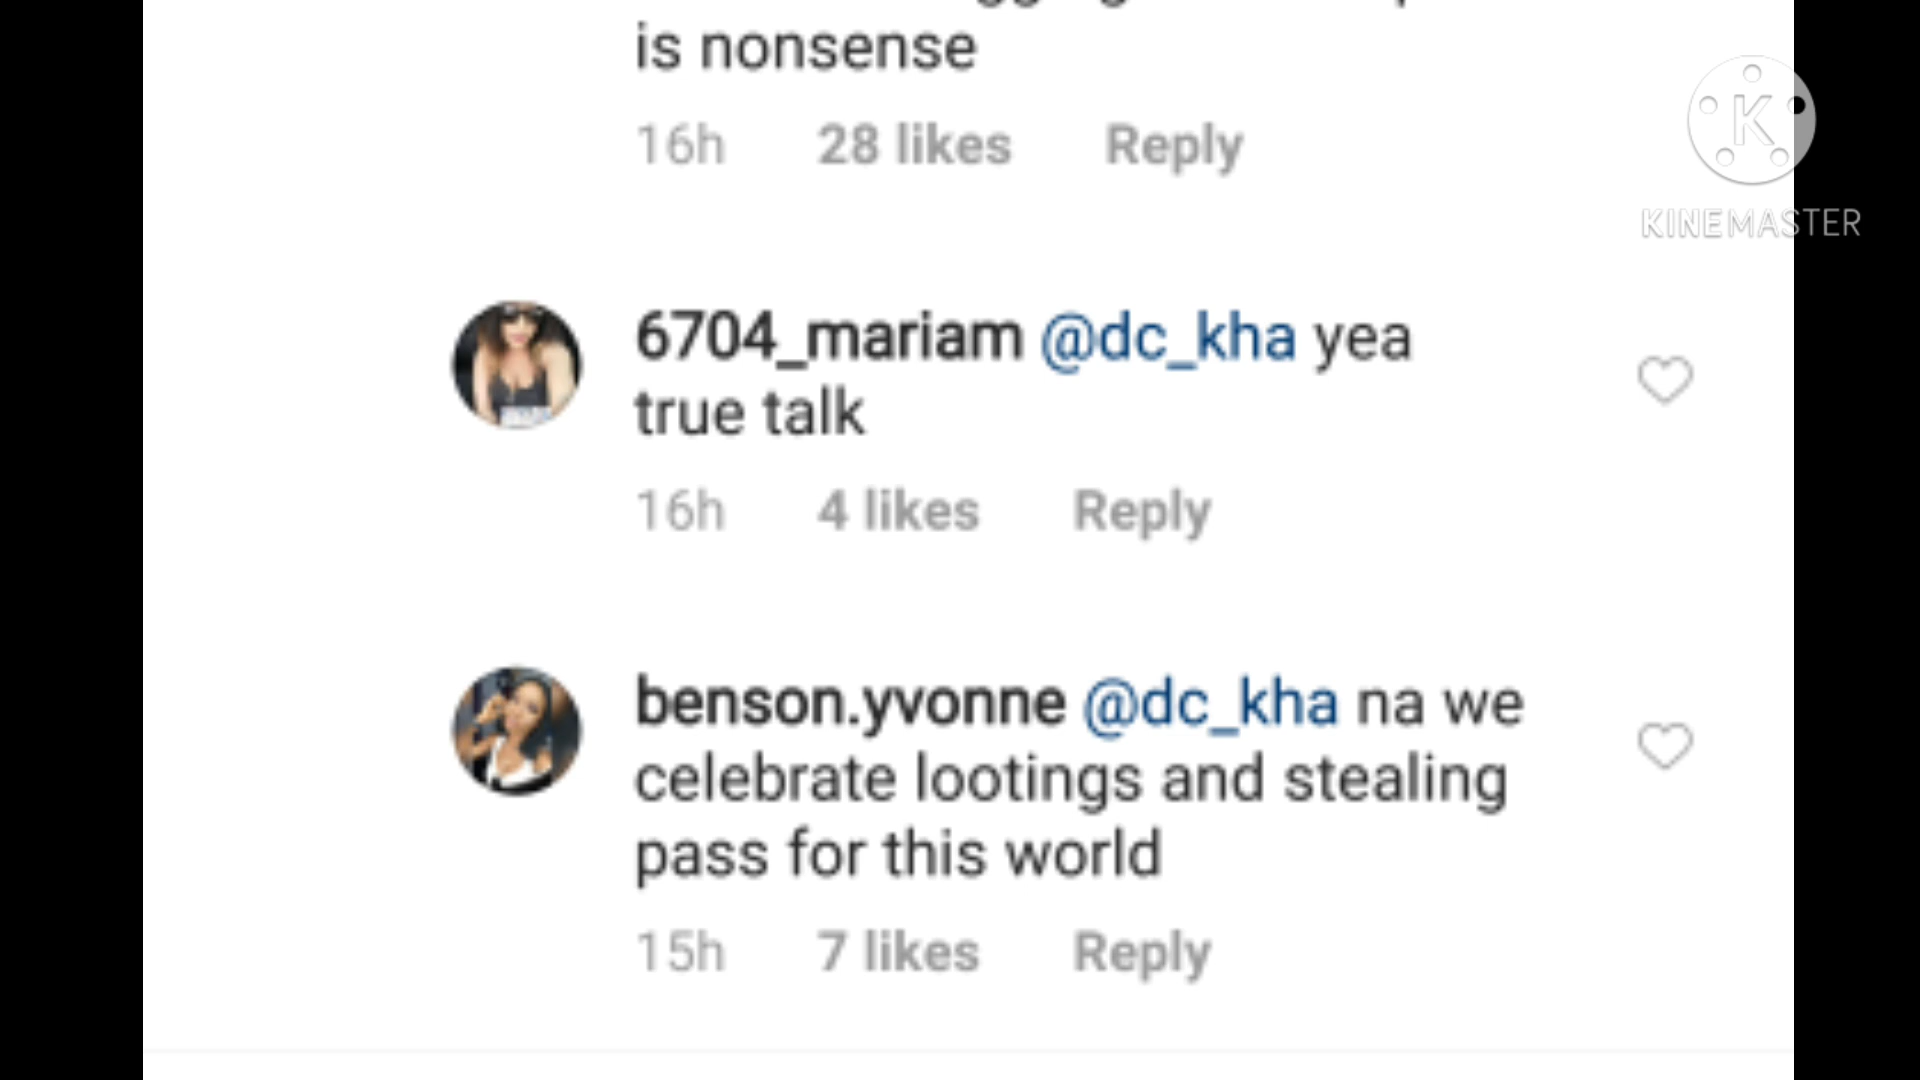 is nonsense
16h 28 likes Reply
KINEMASTER
6704_mariam @dc_kha yea
true talk
16h 4 likes Reply
benson.yvonne @dc_kha na we
celebrate lootings and stealing
pass for this world
15h 7 likes Reply